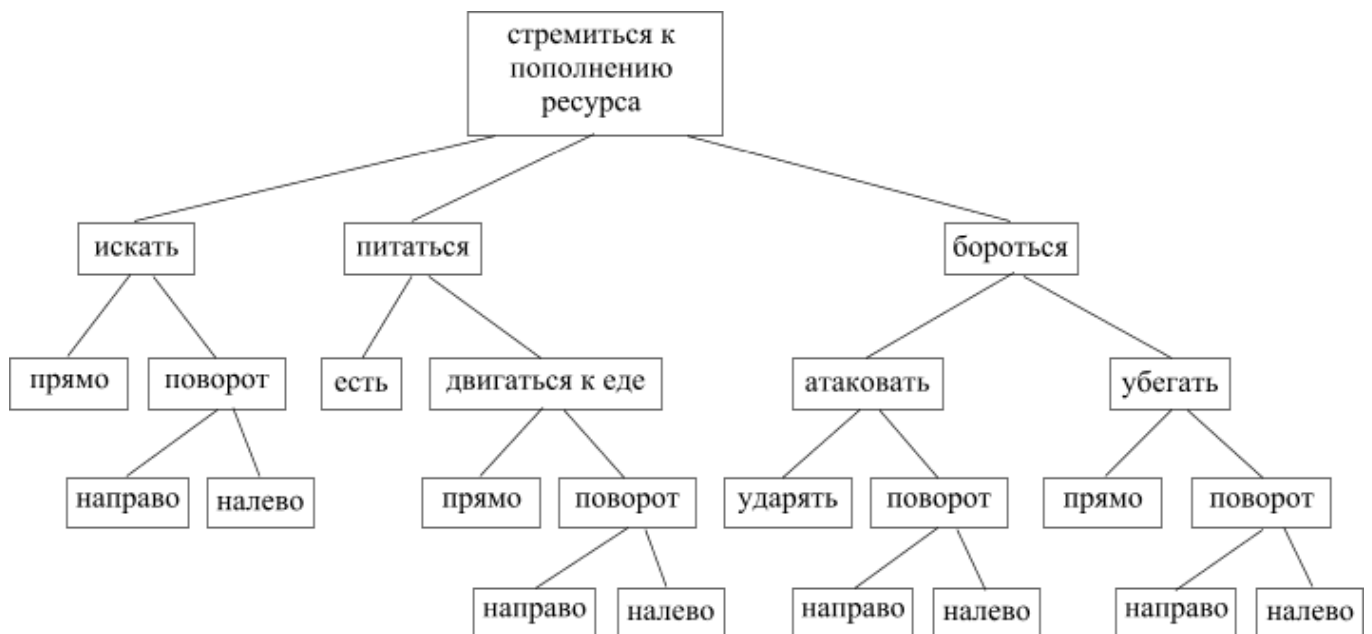 стремиться к
пополнению
ресурса
искать
питаться
бороться
прямо
поворот
есть
двигаться к еде
атаковать
убегать
направо
налево
прямо
поворот
ударять
поворот
прямо
поворот
направо
налево
направо
налево
направо
налево